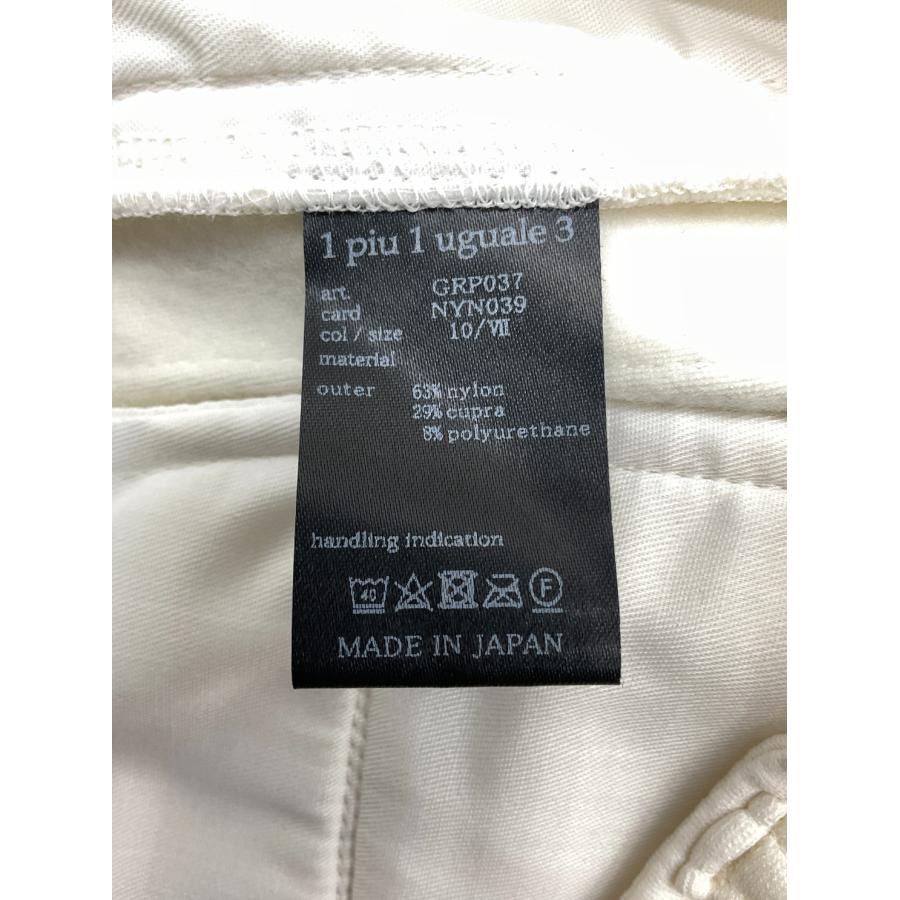 1 piu 1 uguale 3
art. GRP037
card NYN039
col / size 10/Ⅶ
material
outer 63% nylon
29% cupra
8% polyurethane
handling indication
40 F
MADE IN JAPAN